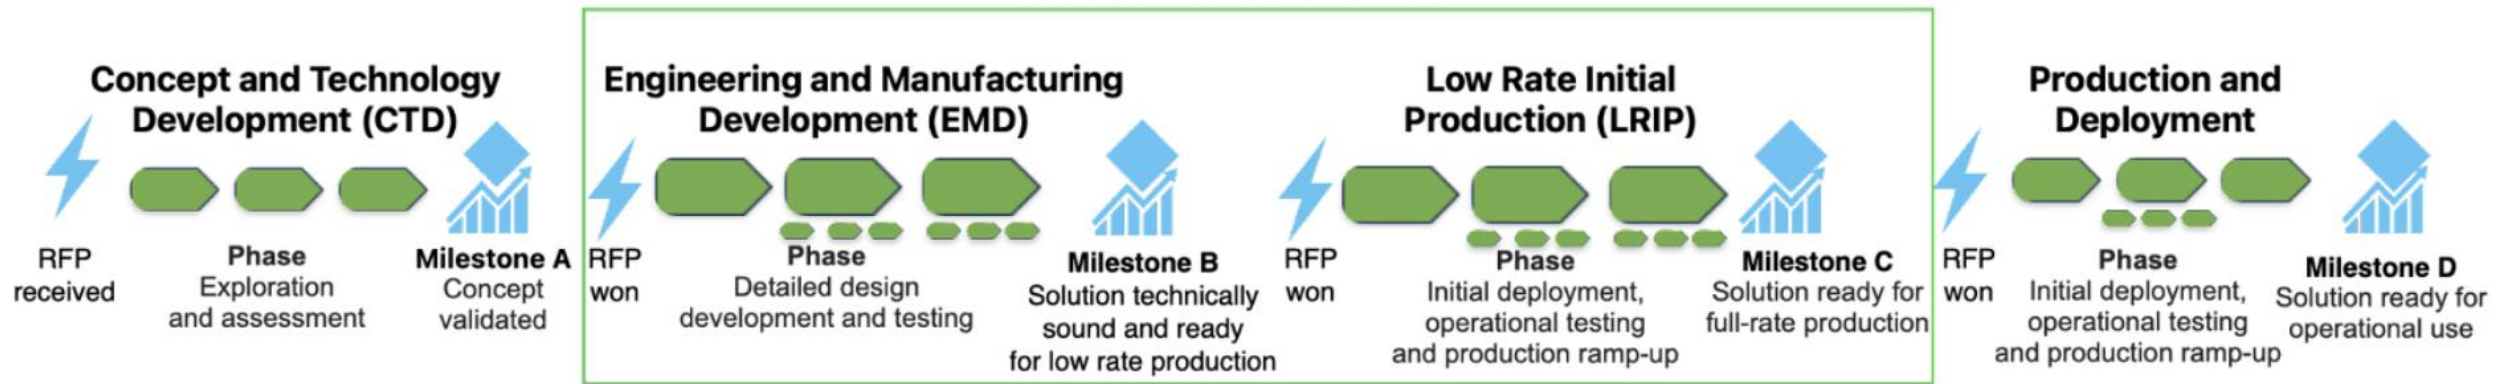 Concept and Technology
Development (CTD)
RFP
received
Phase
Exploration
and assessment
Milestone A
Concept
validated
Engineering and Manufacturing
Development (EMD)
RFP
won
Phase
Detailed design
development and testing
Milestone B
Solution technically
sound and ready
for low rate production
Low Rate Initial
Production (LRIP)
RFP
won
Phase
Initial deployment,
operational testing
and production ramp-up
Milestone C
Solution ready for
full-rate production
Production and
Deployment
RFP
won
Phase
Initial deployment,
operational testing
and production ramp-up
Milestone D
Solution ready for
operational use